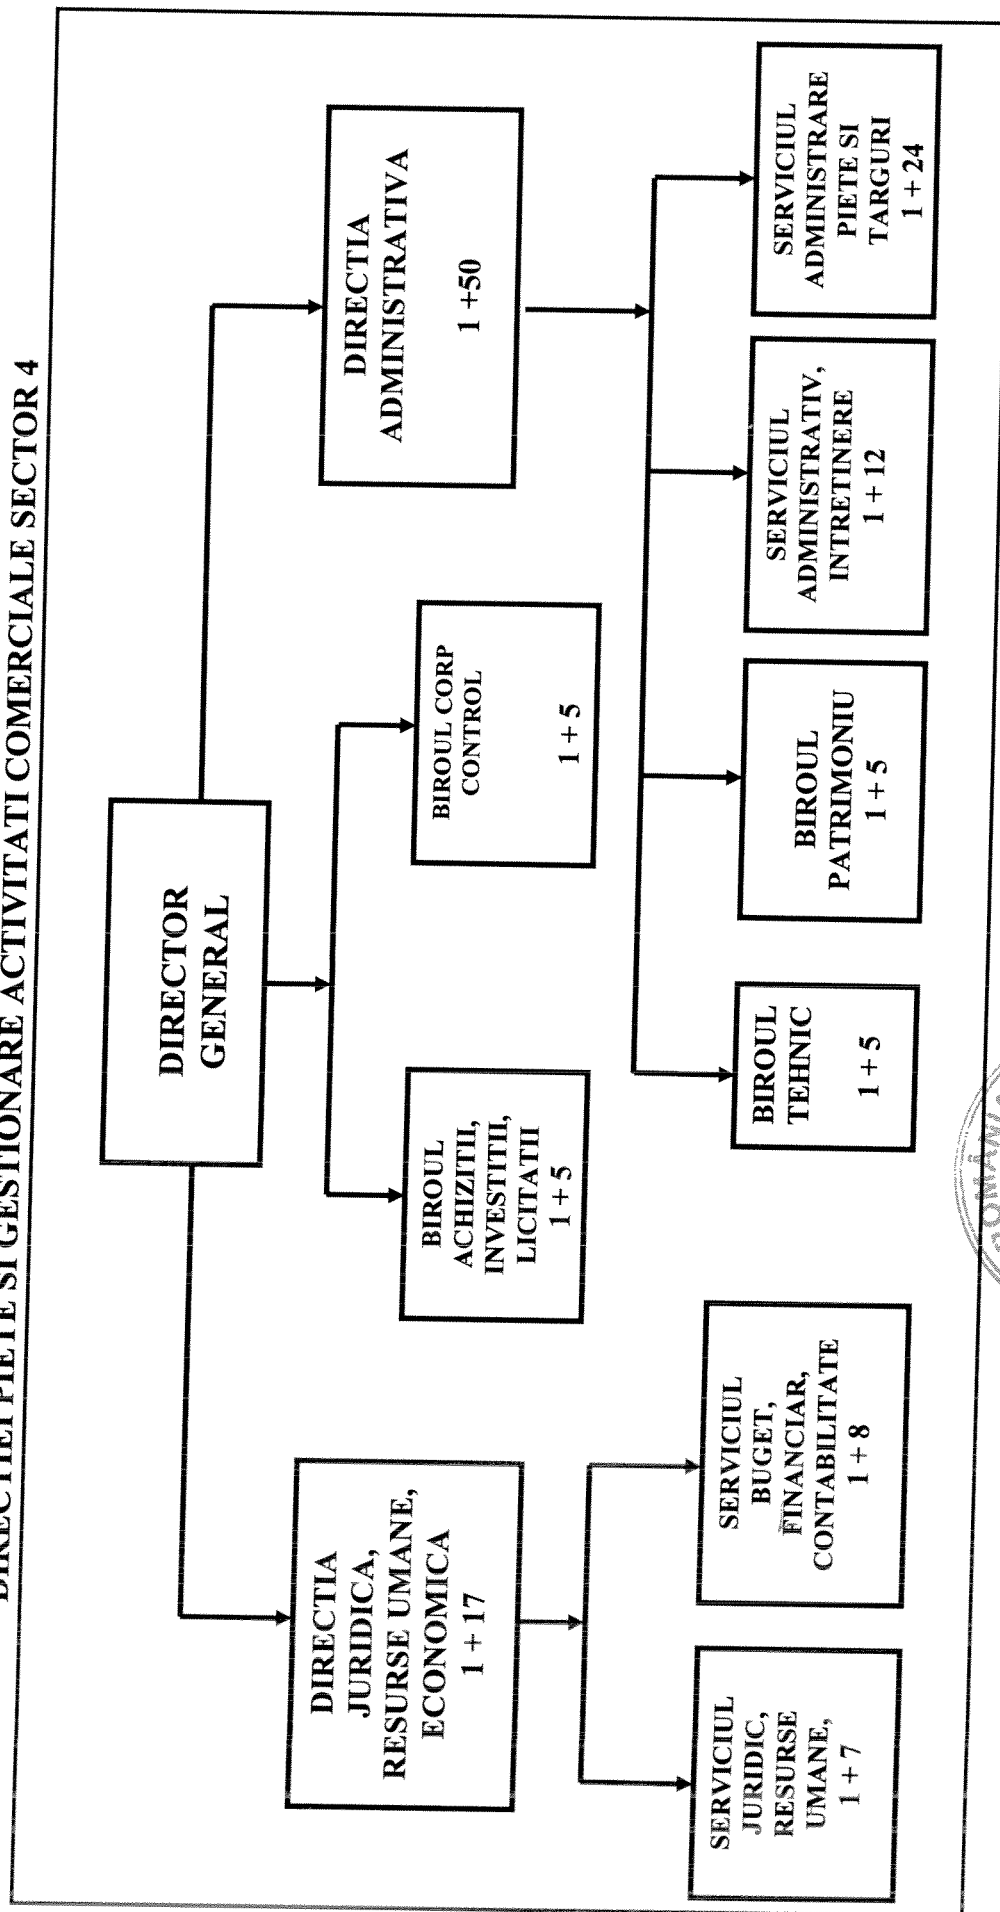 DIRECTIEI PIETE SI GESTIONARE ACTIVITATI COMERCIALE SECTOR 4
DIRECTOR
GENERAL
DIRECTIA
JURIDICA,
RESURSE UMANE,
ECONOMICA
1 + 17
BIROUL
ACHIZITII,
INVESTITII,
LICITATII
1 + 5
BIROUL CORP
CONTROL
1 + 5
DIRECTIA
ADMINISTRATIVA
1 +50
SERVICIUL
JURIDIC,
RESURSE
UMANE,
1 + 7
SERVICIUL
BUGET,
FINANCIAR,
CONTABILITATE
1 + 8
BIROUL
TEHNIC
1 + 5
BIROUL
PATRIMONIU
1 + 5
SERVICIUL
ADMINISTRATIV,
INTRETINERE
1 + 12
SERVICIUL
ADMINISTRARE
PIETE SI
TARGURI
1 + 24